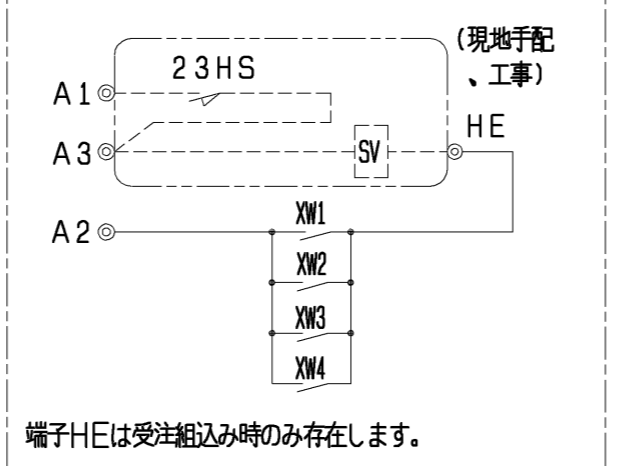 (現地手配
、工事)
23HS
A1
HE
A3
SV
A2
XW1
XW2
XW3
XW4
端子HEは受注組込み時のみ存在します。